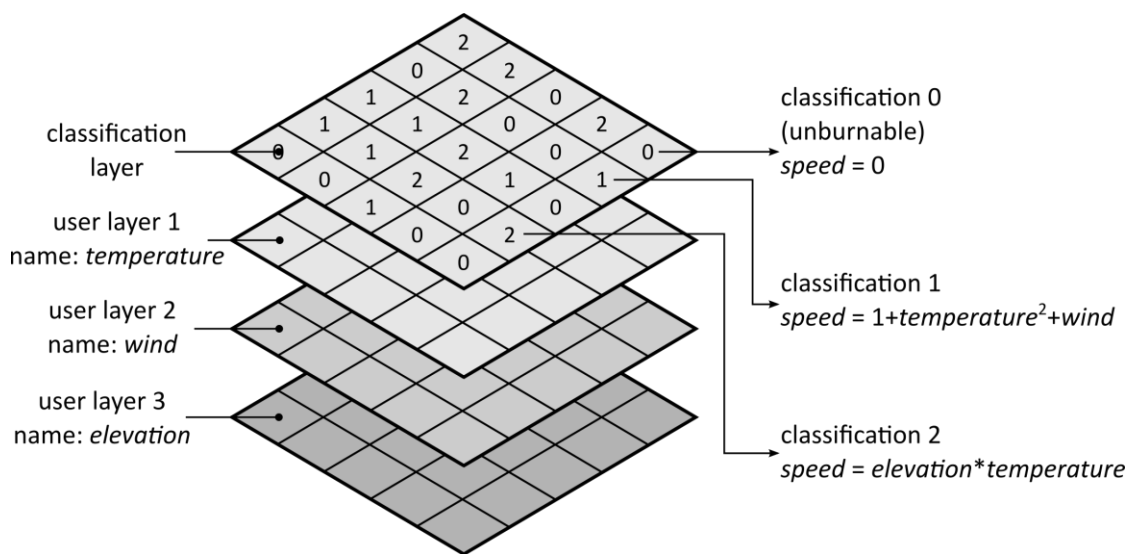 2
0 2
1 2 0
1 1 0 2
0 1 2 0 0
0 2 1 1
1 0 0
0 2
0
classification
layer
user layer 1
name: temperature
user layer 2
name: wind
user layer 3
name: elevation
classification 0
(unburnable)
speed = 0
classification 1
speed = 1+temperature²+wind
classification 2
speed = elevation*temperature